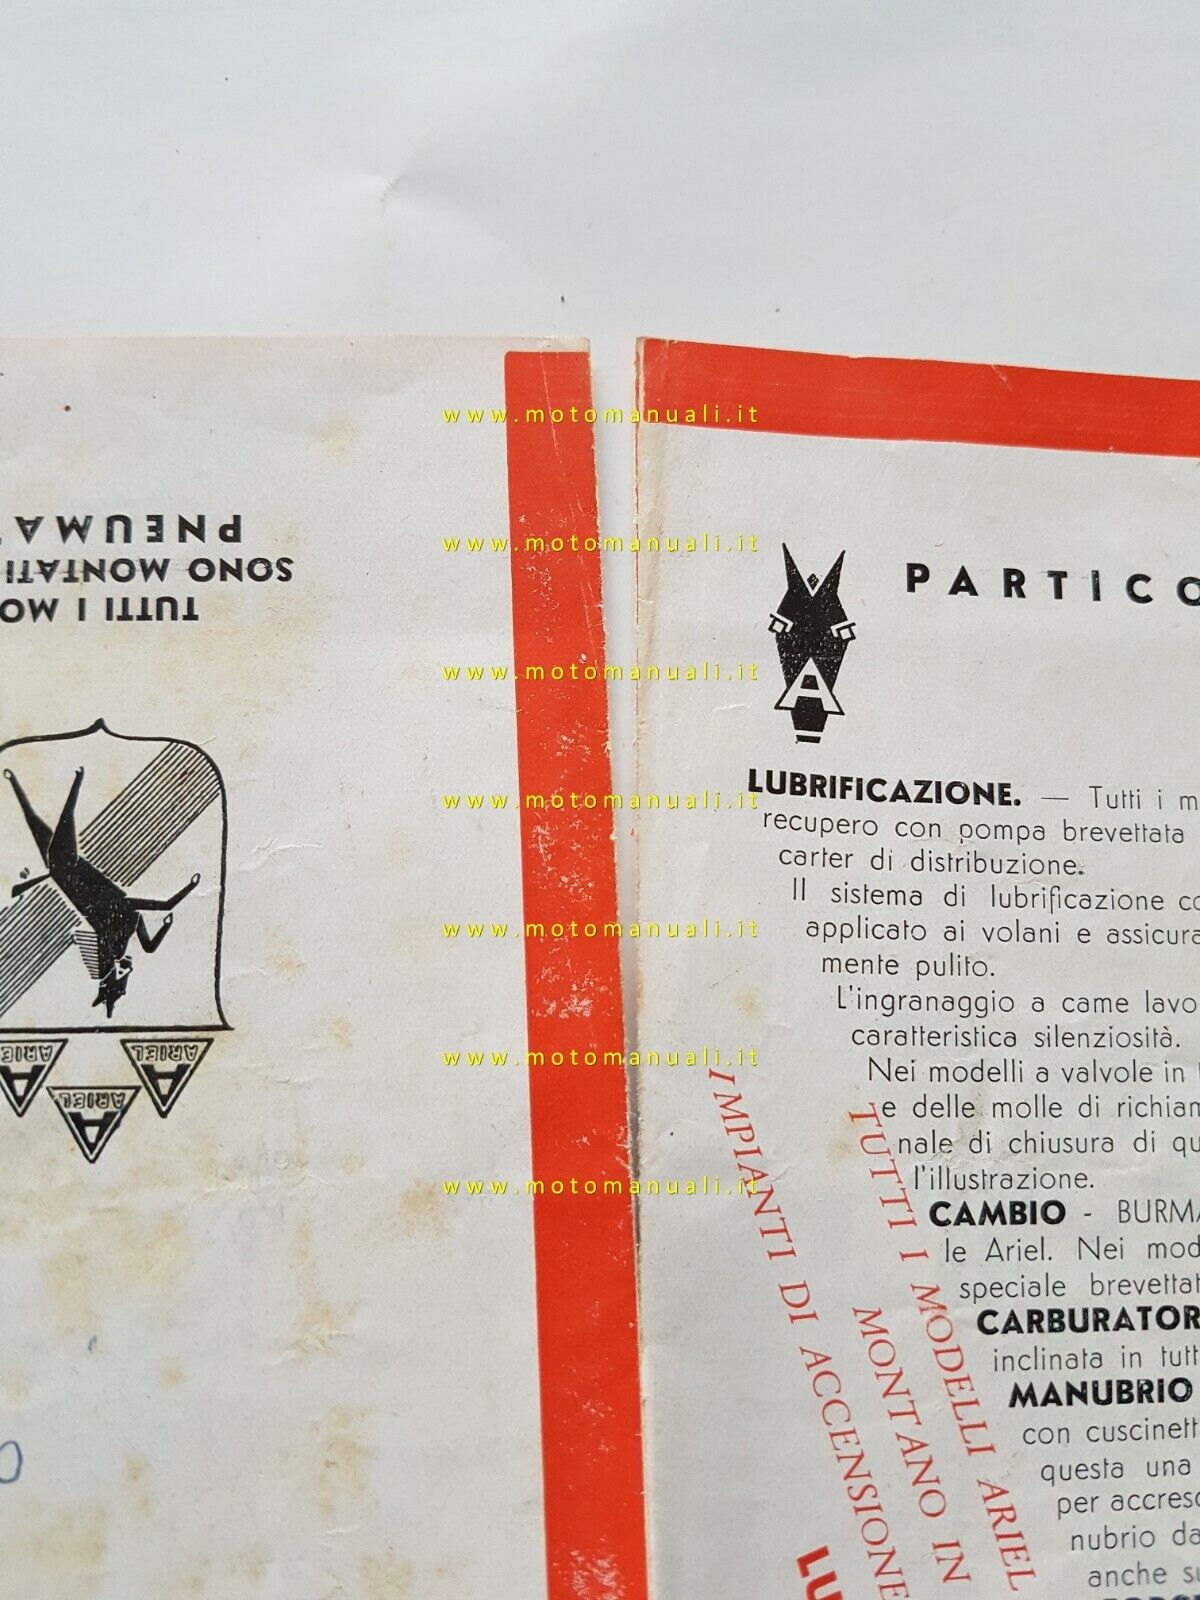 TUTTI I MO
SONO MONTATI
PNEUMA
A ARIEL
A ARIEL
A ARIEL
PARTICO
A
LUBRIFICAZIONE. — Tutti i m
recupero con pompa brevettata
carter di distribuzione.
Il sistema di lubrificazione co
applicato ai volani e assicura
mente pulito.
L'ingranaggio a came lavo
caratteristica silenziosità.
Nei modelli a valvole in
e delle molle di richiam
nale di chiusura di qu
l'illustrazione.
CAMBIO - BURMA
le Ariel. Nei mod
speciale brevettat
CARBURATOR
inclinata in tutt
MANUBRIO
con cuscinett
questa una
per accresc
nubrio da
anche su
TUTTI I MODELLI ARIEL
MONTANO IN
IMPIANTI DI ACCENSIONE
LU
www.motomanuali.it
www.motomanuali.it
www.motomanuali.it
www.motomanuali.it
www.motomanuali.it
www.motomanuali.it
www.motomanuali.it